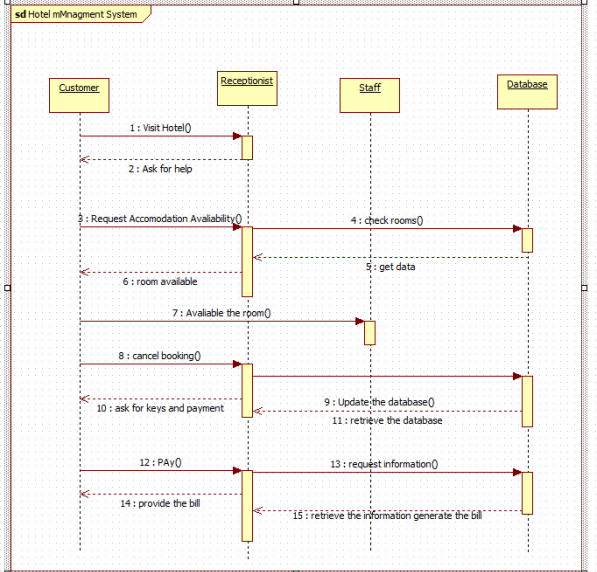 sd Hotel mMnagment System
Customer
Receptionist
Staff
Database
1 : Visit Hotel()
2 : Ask for help
3 : Request Accomodation Avaliability()
4 : check rooms()
5 : get data
6 : room available
7 : Avaliable the room()
8 : cancel booking()
9 : Update the database()
10 : ask for keys and payment
11 : retrieve the database
12 : PAy()
13 : request information()
14 : provide the bill
15 : retrieve the information generate the bill